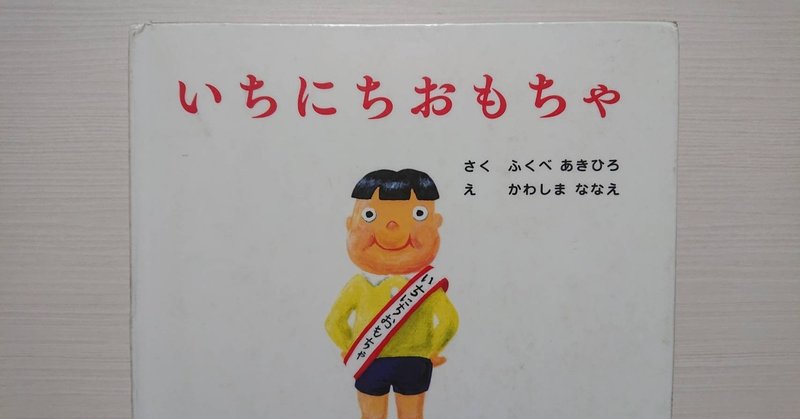 いちにちおもちゃ
さく ふくべ あきひろ
え かわしま ななえ
いちにちおもちゃ